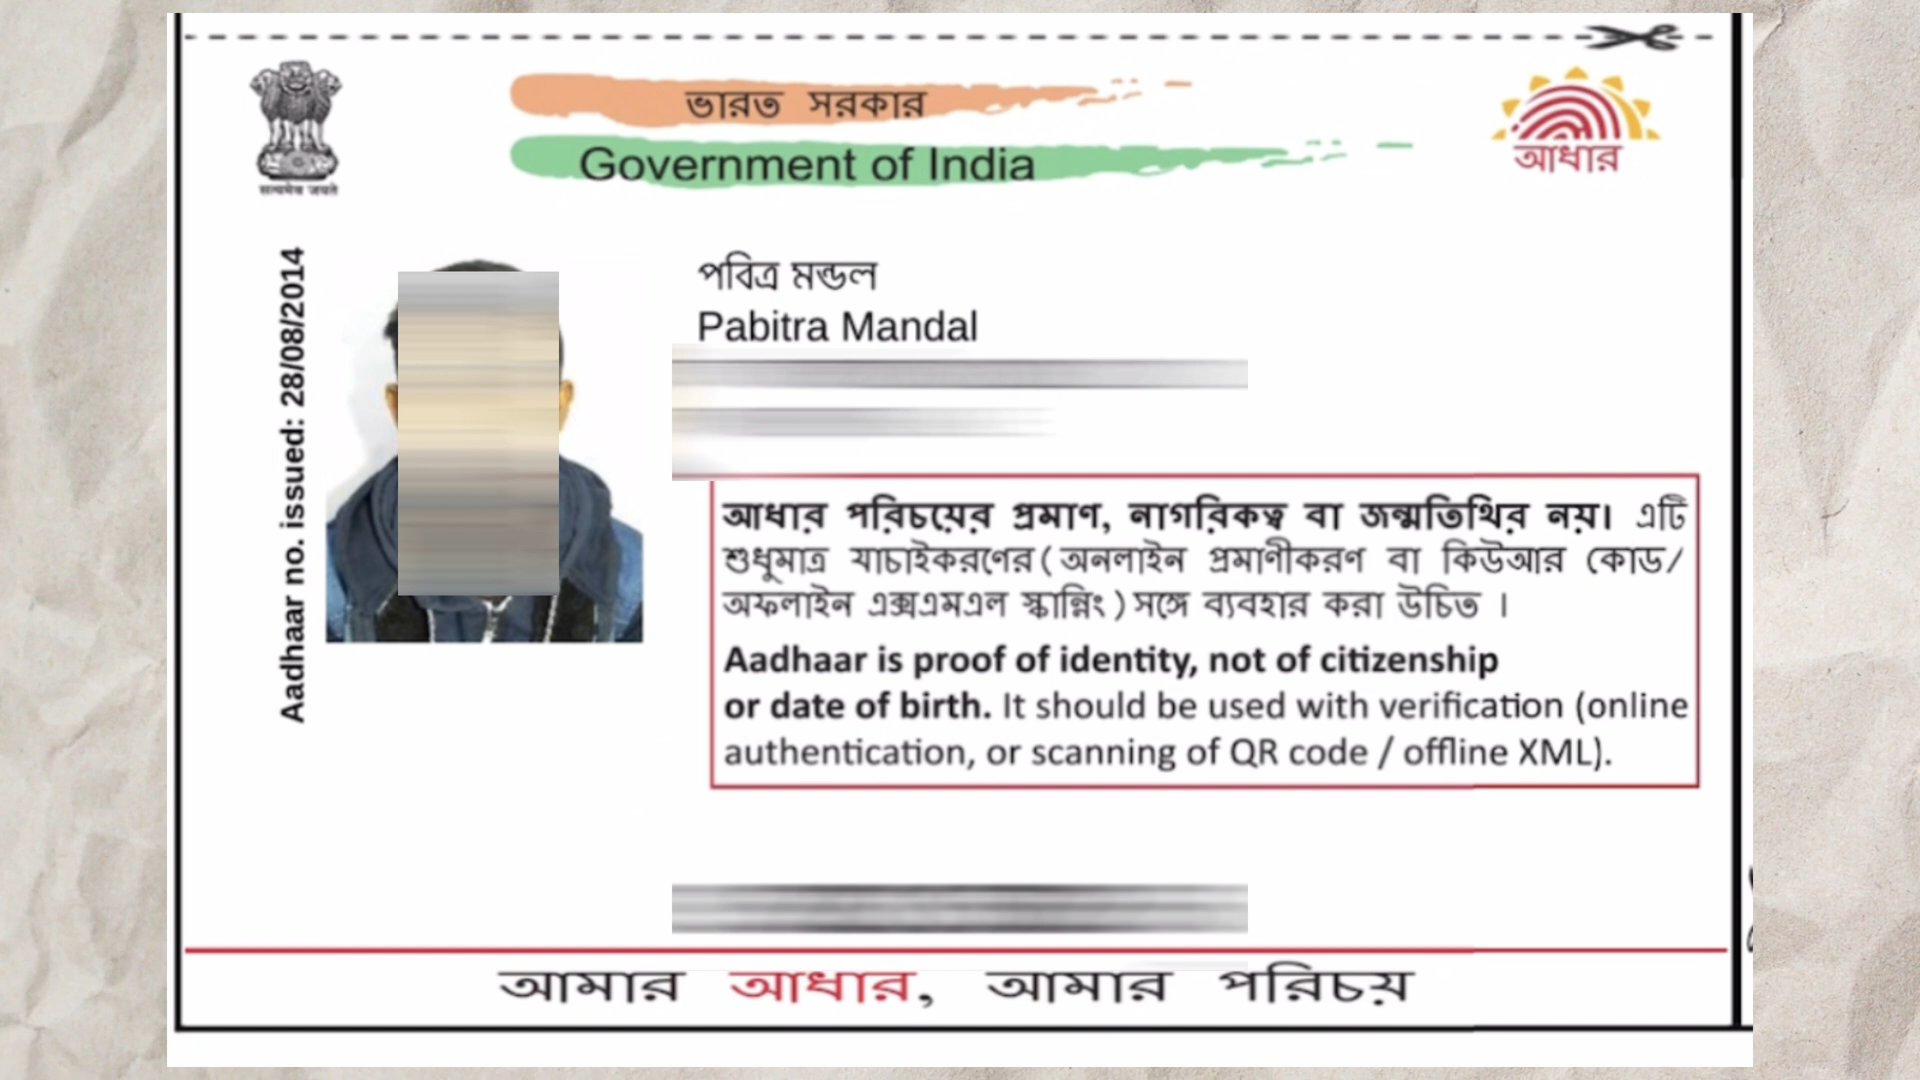 ভারত সরকার
Government of India
আধার
सत्यमेव जयते
Aadhaar no. issued: 28/08/2014
পবিত্র মন্ডল
Pabitra Mandal
আধার পরিচয়ের প্রমাণ, নাগরিকত্ব বা জন্মতিথির নয়। এটি
শুধুমাত্র যাচাইকরণের ( অনলাইন প্রমাণীকরণ বা কিউআর কোড/
অফলাইন এক্সএমএল স্কান্নিং ) সঙ্গে ব্যবহার করা উচিত ।
Aadhaar is proof of identity, not of citizenship
or date of birth. It should be used with verification (online
authentication, or scanning of QR code / offline XML).
আমার আধার, আমার পরিচয়